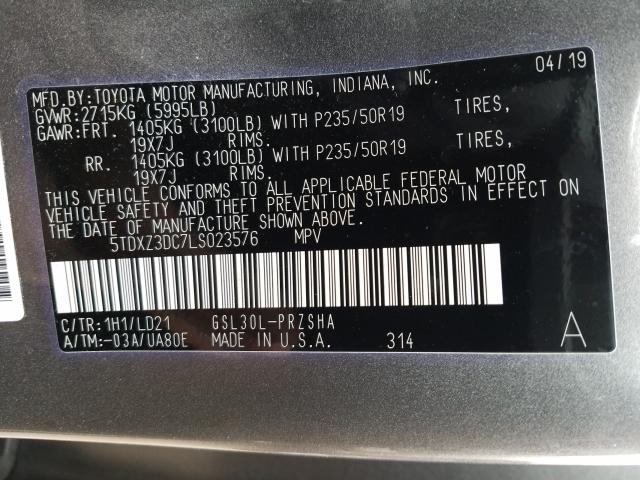 04/19
MFD.BY:TOYOTA MOTOR MANUFACTURING, INDIANA, INC.
GVWR:2715KG (5995LB)
GAWR:FRT. 1405KG (3100LB) WITH P235/50R19 TIRES,
19X7J RIMS.
RR. 1405KG (3100LB) WITH P235/50R19 TIRES,
19X7J RIMS.
THIS VEHICLE CONFORMS TO ALL APPLICABLE FEDERAL MOTOR
VEHICLE SAFETY AND THEFT PREVENTION STANDARDS IN EFFECT ON
THE DATE OF MANUFACTURE SHOWN ABOVE.
5TDXZ3DC7LS023576 MPV
C/TR:1H1/LD21 GSL30L-PRZSHA
A/TM:-03A/UA80E MADE IN U.S.A. 314 A